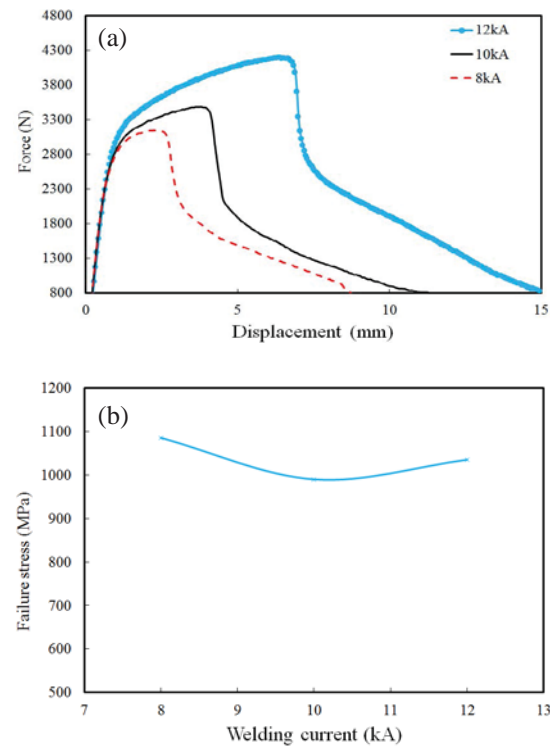 (a)
4800
4300
3800
3300
2800
2300
1800
1300
800
Force (N)
12kA
10kA
8kA
0 5 10 15
Displacement (mm)
(b)
1200
1100
1000
900
800
700
600
500
Failure stress (MPa)
7 8 9 10 11 12 13
Welding current (kA)